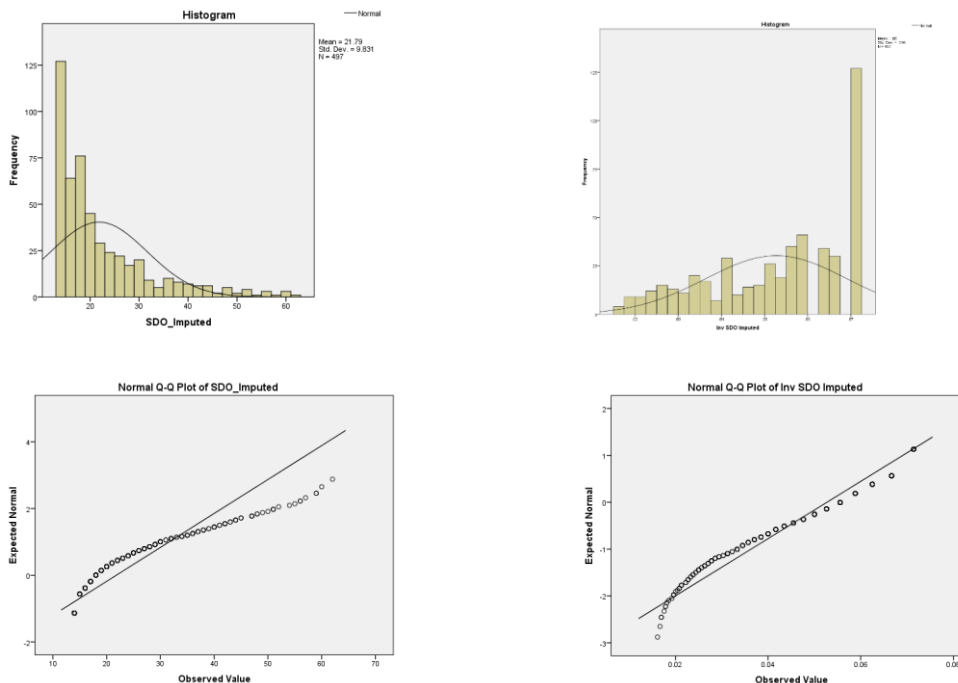 Histogram
Normal
Mean = 21.79
Std. Dev. = 9.831
N = 497
125
100
75
50
25
0
Frequency
20
30
40
50
60
SDO_Imputed
Histogram
Frequency
Inv SDO Imputed
Normal Q-Q Plot of SDO_Imputed
4
2
0
-2
Expected Normal
10
20
30
40
50
60
70
Observed Value
Normal Q-Q Plot of Inv SDO Imputed
2
1
0
-1
-2
-3
Expected Normal
0.02
0.04
0.06
0.08
Observed Value